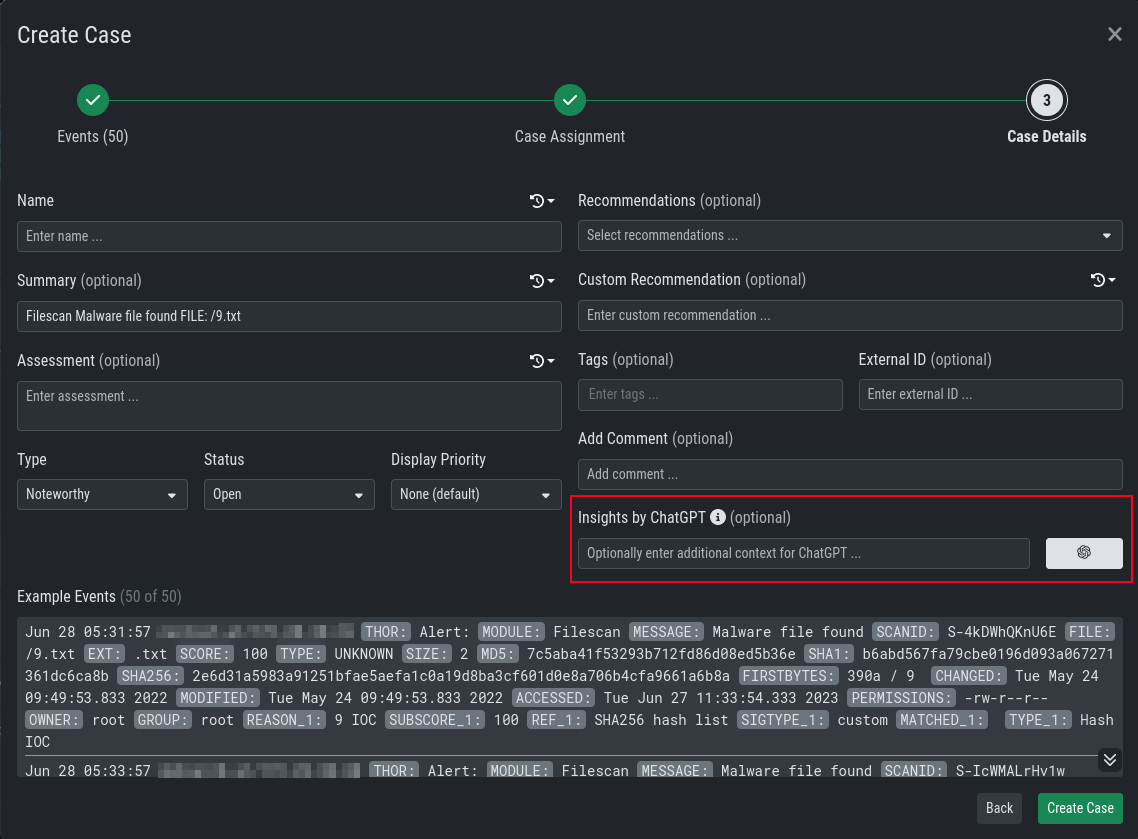 Create Case
Events (50)
Case Assignment
3
Case Details
Name
Enter name ...
Summary (optional)
Filescan Malware file found FILE: /9.txt
Assessment (optional)
Enter assessment ...
Type
Status
Display Priority
Noteworthy
Open
None (default)
Recommendations (optional)
Select recommendations ...
Custom Recommendation (optional)
Enter custom recommendation ...
Tags (optional)
External ID (optional)
Enter tags ...
Enter external ID ...
Add Comment (optional)
Add comment ...
Insights by ChatGPT (optional)
Optionally enter additional context for ChatGPT ...
Example Events (50 of 50)
Jun 28 05:31:57 THOR: Alert: MODULE: Filescan MESSAGE: Malware file found SCANID: S-4kDWhQKnU6E FILE:
/9.txt EXT: .txt SCORE: 100 TYPE: UNKNOWN SIZE: 2 MD5: 7c5aba41f53293b712fd86d08ed5b36e SHA1: b6abd567fa79cbe0196d093a067271
361dc6ca8b SHA256: 2e6d31a5983a91251bfae5aefa1c0a19d8ba3cf601d0e8a706b4cfa9661a6b8a FIRSTBYTES: 390a / 9 CHANGED: Tue May 24
09:49:53.833 2022 MODIFIED: Tue May 24 09:49:53.833 2022 ACCESSED: Tue Jun 27 11:33:54.333 2023 PERMISSIONS: -rw-r--r--
OWNER: root GROUP: root REASON_1: 9 IOC SUBSCORE_1: 100 REF_1: SHA256 hash list SIGTYPE_1: custom MATCHED_1: TYPE_1: Hash
IOC
Jun 28 05:33:57 THOR: Alert: MODULE: Filescan MESSAGE: Malware file found SCANID: S-IcWMALrHv1w
Back
Create Case